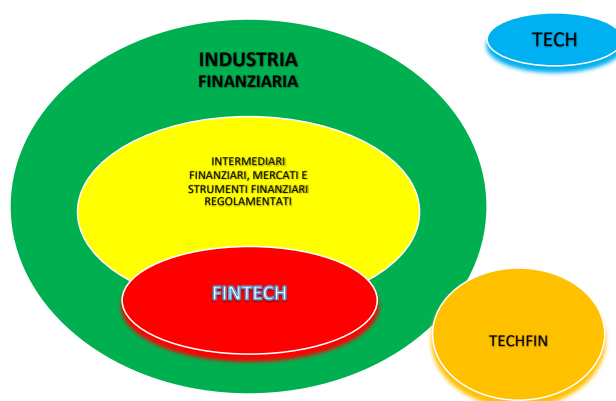 INDUSTRIA
FINANZIARIA
TECH
INTERMEDIARI
FINANZIARI, MERCATI E
STRUMENTI FINANZIARI
REGOLAMENTATI
FINTECH
TECHFIN